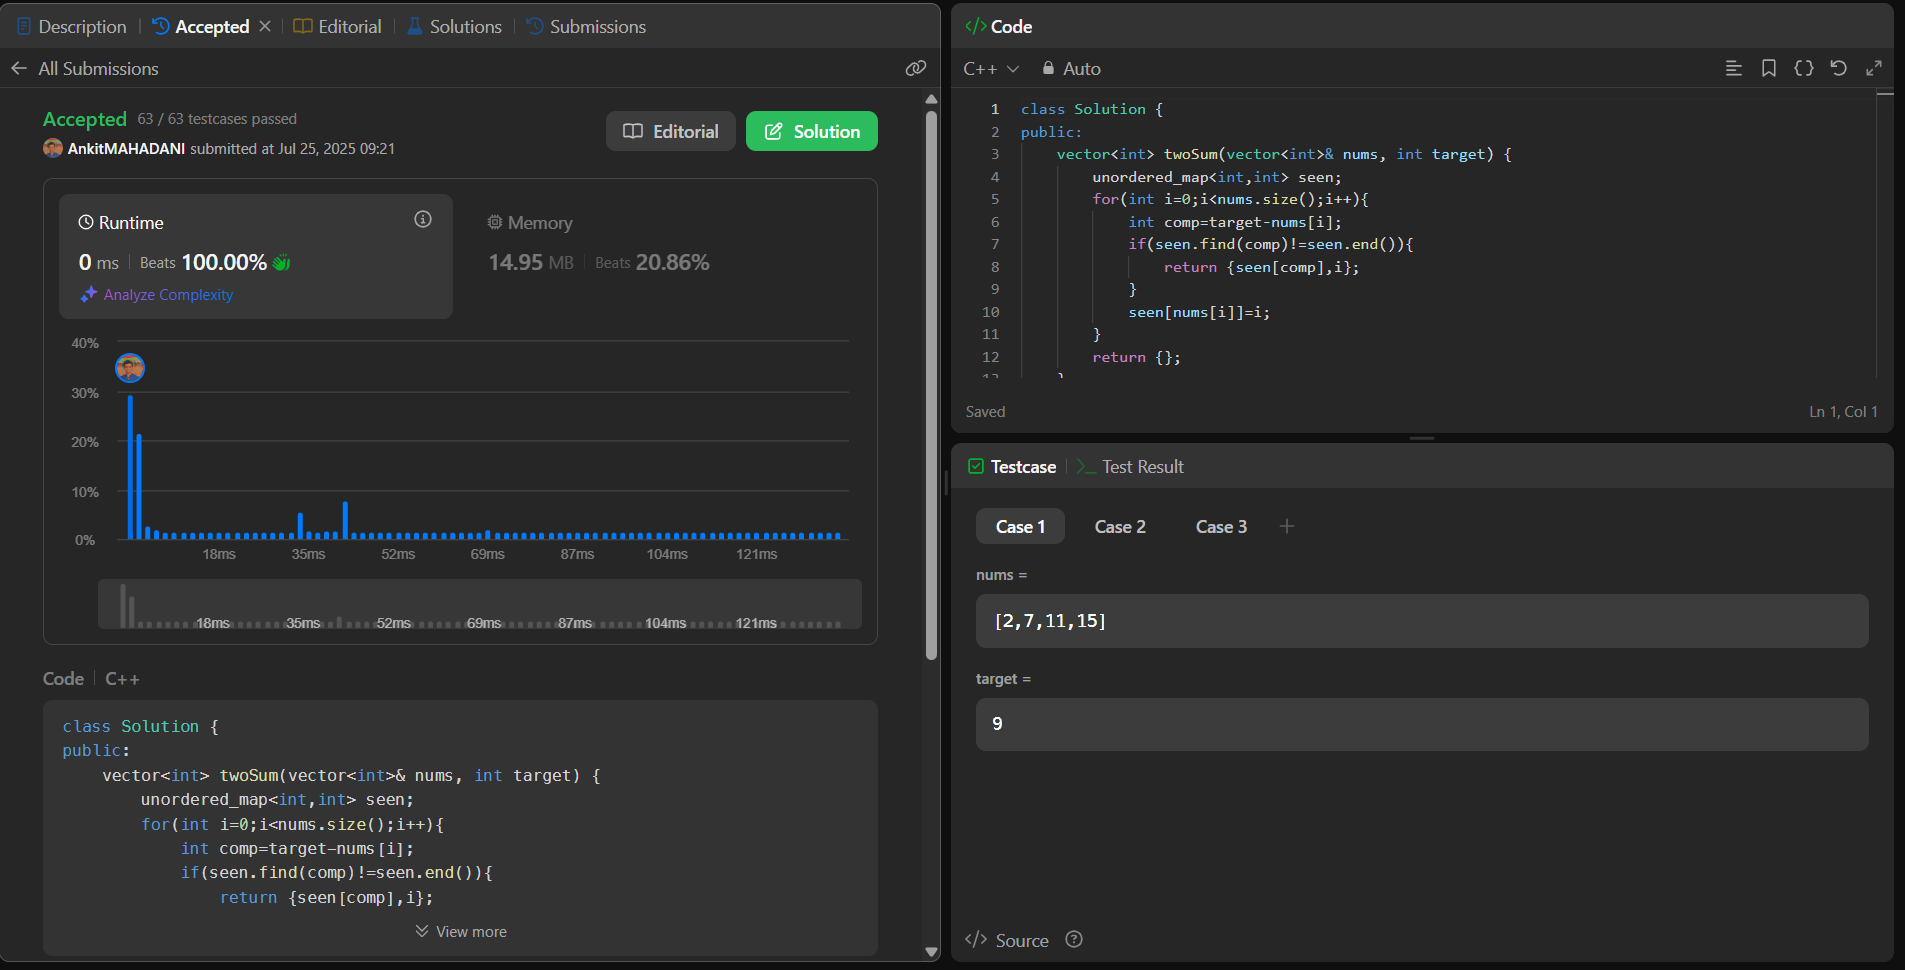 Description | Accepted | Editorial | Solutions | Submissions
All Submissions
Accepted 63 / 63 testcases passed
AnkitMAHADANI submitted at Jul 25, 2025 09:21
Editorial
Solution
Runtime
0 ms | Beats 100.00%
Analyze Complexity
Memory
14.95 MB | Beats 20.86%
40%
30%
20%
10%
0%
18ms 35ms 52ms 69ms 87ms 104ms 121ms
18ms 35ms 52ms 69ms 87ms 104ms 121ms
Code | C++
class Solution {
public:
    vector<int> twoSum(vector<int>& nums, int target) {
        unordered_map<int,int> seen;
        for(int i=0;i<nums.size();i++){
            int comp=target-nums[i];
            if(seen.find(comp)!=seen.end()){
                return {seen[comp],i};
View more
</> Code
C++ Auto
1 class Solution {
2 public:
3     vector<int> twoSum(vector<int>& nums, int target) {
4         unordered_map<int,int> seen;
5         for(int i=0;i<nums.size();i++){
6             int comp=target-nums[i];
7             if(seen.find(comp)!=seen.end()){
8                 return {seen[comp],i};
9             }
10             seen[nums[i]]=i;
11         }
12         return {};
13     }
Saved
Ln 1, Col 1
Testcase | >_ Test Result
Case 1 Case 2 Case 3 +
nums =
[2,7,11,15]
target =
9
</> Source ?